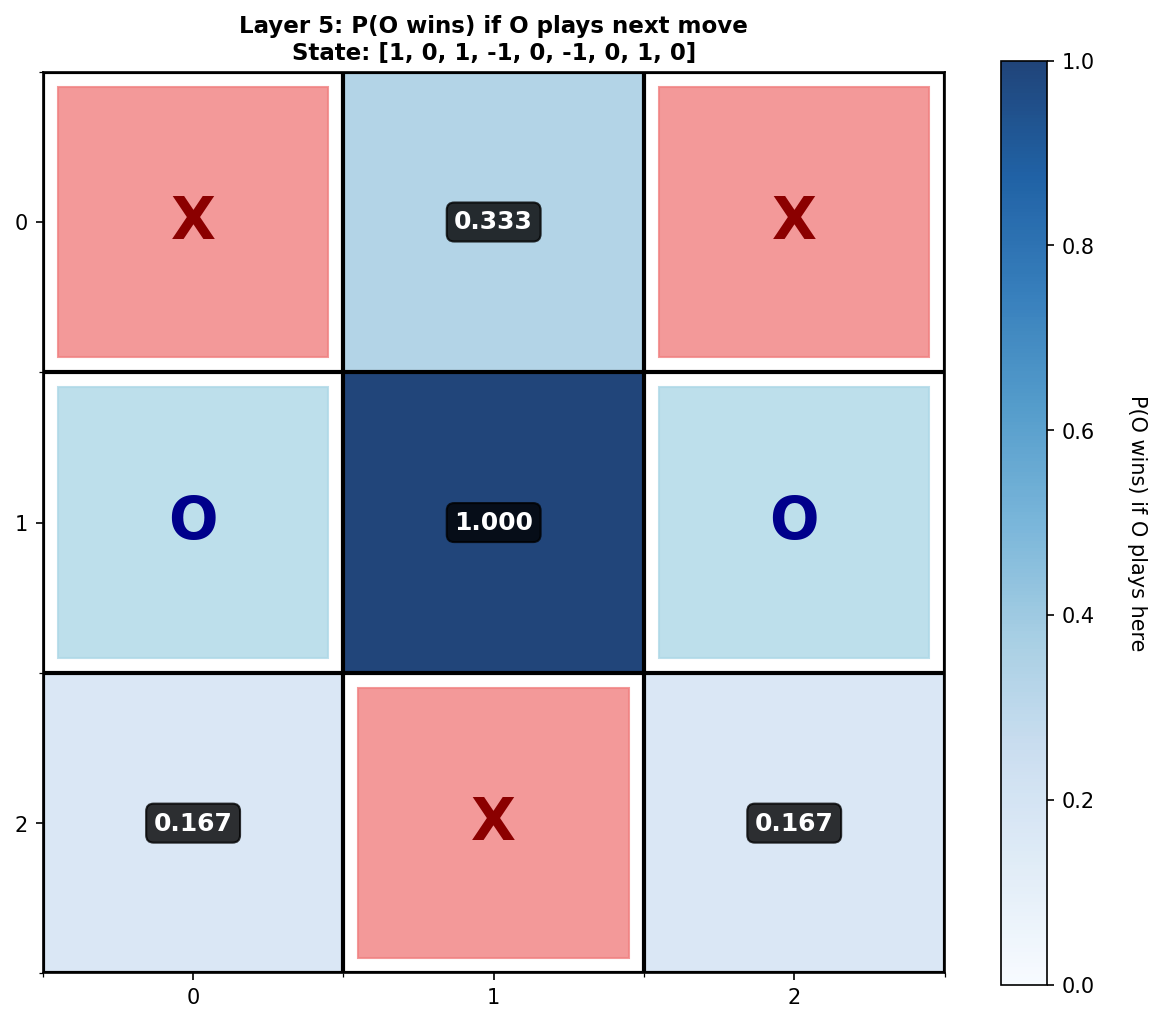 Layer 5: P(O wins) if O plays next move
State: [1, 0, 1, -1, 0, -1, 0, 1, 0]
X
0.333
X
O
1.000
O
0.167
X
0.167
0
1
2
0
1
2
1.0
0.8
0.6
0.4
0.2
0.0
P(O wins) if O plays here